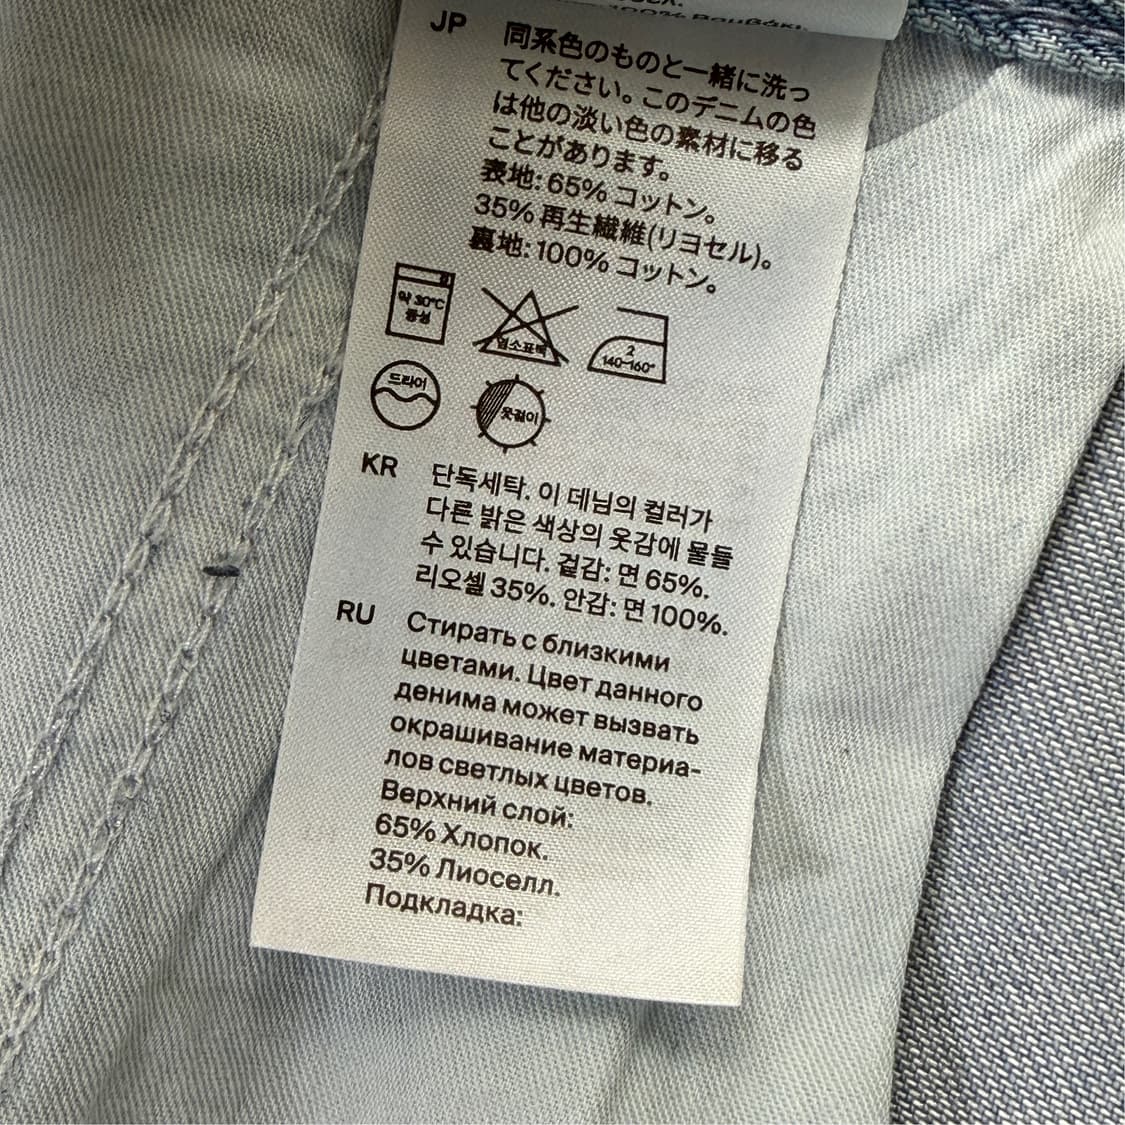 100% Βαμβάκι.
JP
同系色のものと一緒に洗っ
てください。このデニムの色
は他の淡い色の素材に移る
ことがあります。
表地: 65% コットン。
35% 再生繊維(リヨセル)。
裏地: 100% コットン。
약 30°C
중성
염소표백
2
140-160°
드라이
옷걸이
KR
단독세탁. 이 데님의 컬러가
다른 밝은 색상의 옷감에 물들
수 있습니다. 겉감: 면 65%.
리오셀 35%. 안감: 면 100%.
RU
Стирать с близкими
цветами. Цвет данного
денима может вызвать
окрашивание материа-
лов светлых цветов.
Верхний слой:
65% Хлопок.
35% Лиоселл.
Подкладка: